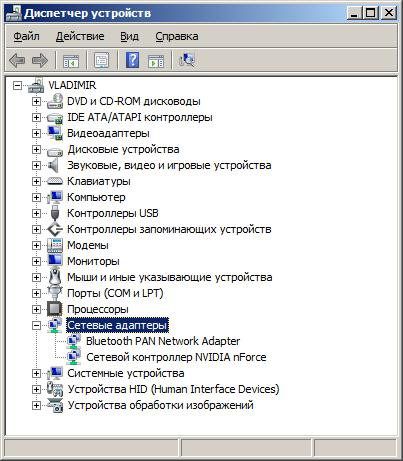 Диспетчер устройств
Файл Действие Вид Справка
VLADIMIR
DVD и CD-ROM дисководы
IDE ATA/ATAPI контроллеры
Видеоадаптеры
Дисковые устройства
Звуковые, видео и игровые устройства
Клавиатуры
Компьютер
Контроллеры USB
Контроллеры запоминающих устройств
Модемы
Мониторы
Мыши и иные указывающие устройства
Порты (COM и LPT)
Процессоры
Сетевые адаптеры
Bluetooth PAN Network Adapter
Сетевой контроллер NVIDIA nForce
Системные устройства
Устройства HID (Human Interface Devices)
Устройства обработки изображений